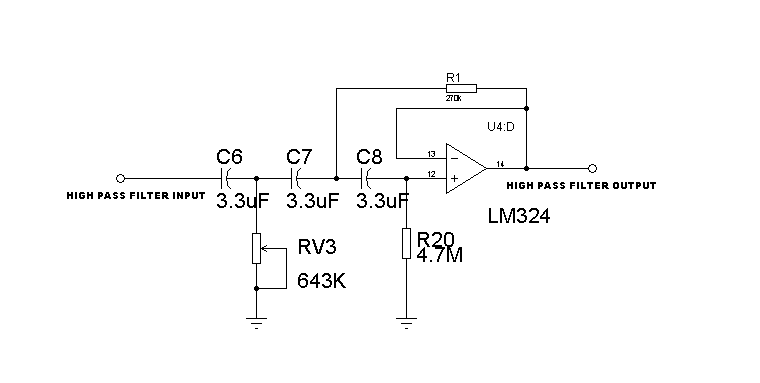 R1
270k
U4:D
C6
C7
C8
13
12
14
HIGH PASS FILTER INPUT
3.3uF
3.3uF
3.3uF
HIGH PASS FILTER OUTPUT
LM324
RV3
643K
R20
4.7M